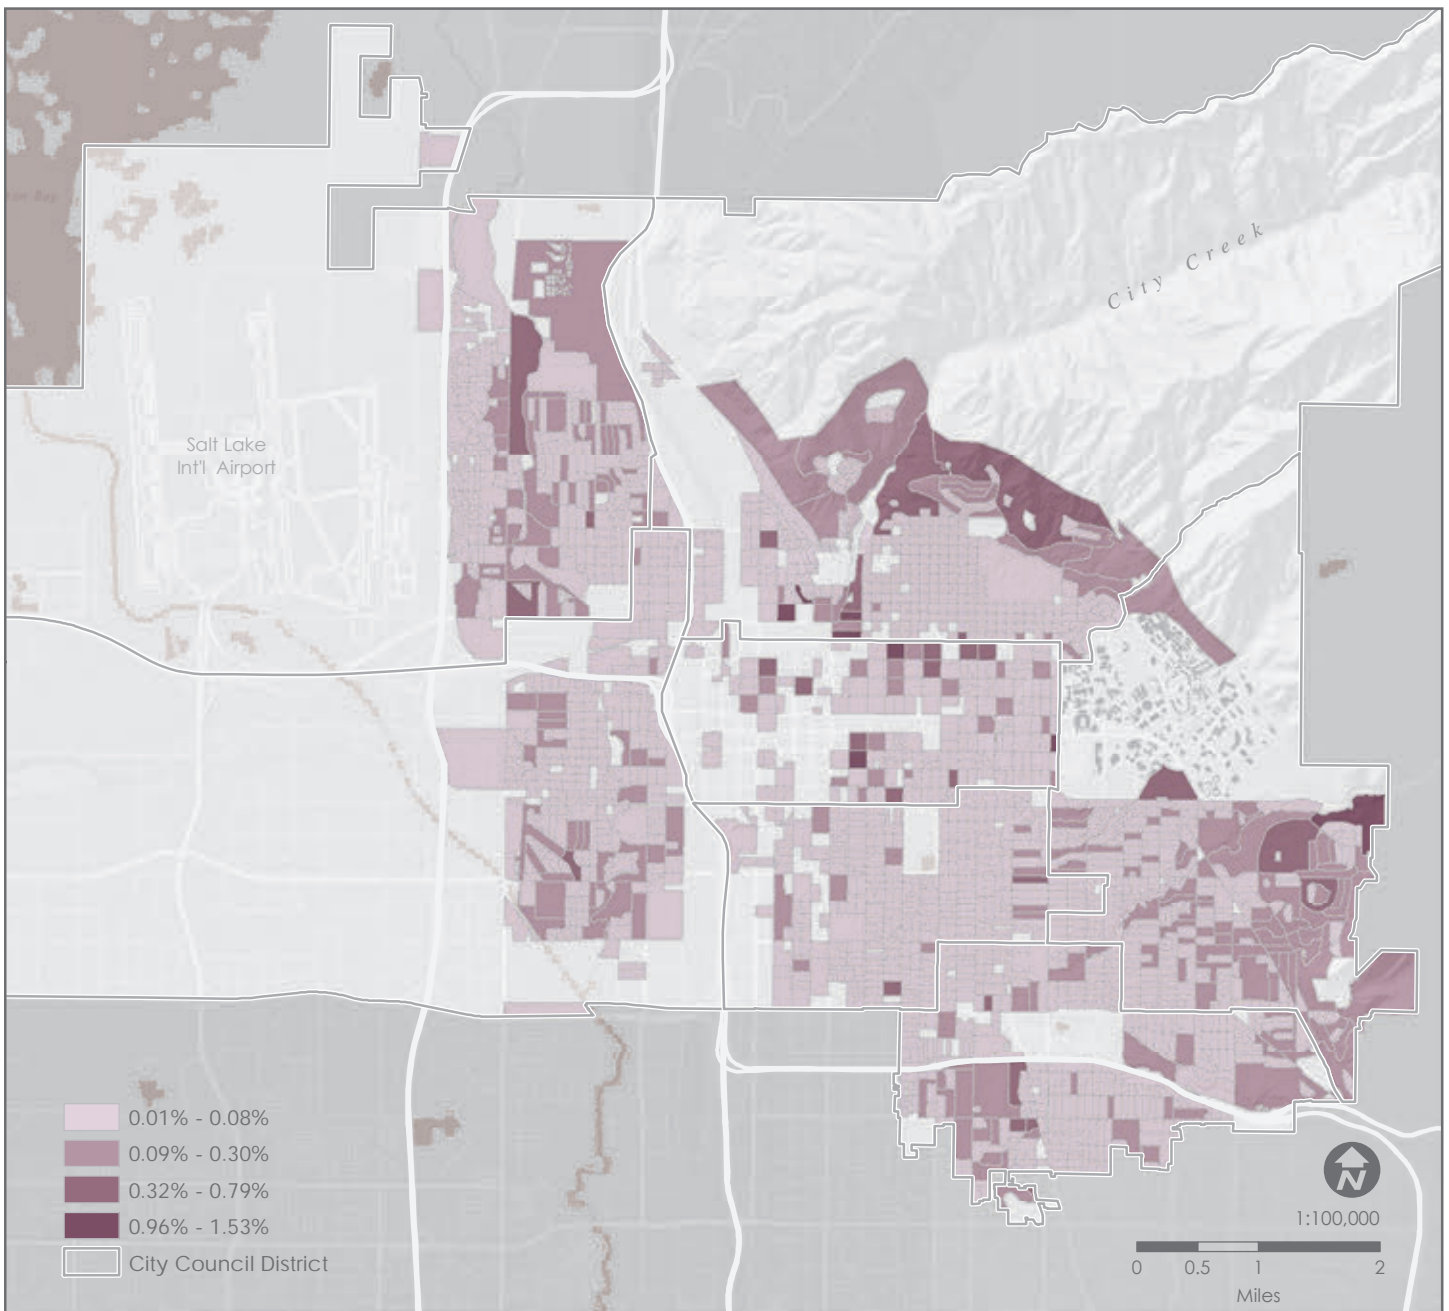 City Creek
Salt Lake
Int'l Airport
0.01% - 0.08%
0.09% - 0.30%
0.32% - 0.79%
0.96% - 1.53%
City Council District
N
1:100,000
0 0.5 1 2
Miles